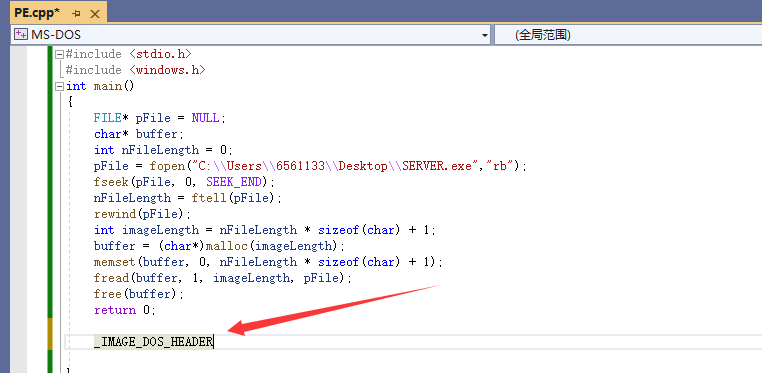 PE.cpp*
MS-DOS (全局范围)
#include <stdio.h>
#include <windows.h>
int main()
{
FILE* pFile = NULL;
char* buffer;
int nFileLength = 0;
pFile = fopen("C:\\Users\\6561133\\Desktop\\SERVER.exe","rb");
fseek(pFile, 0, SEEK_END);
nFileLength = ftell(pFile);
rewind(pFile);
int imageLength = nFileLength * sizeof(char) + 1;
buffer = (char*)malloc(imageLength);
memset(buffer, 0, nFileLength * sizeof(char) + 1);
fread(buffer, 1, imageLength, pFile);
free(buffer);
return 0;
_IMAGE_DOS_HEADER
}